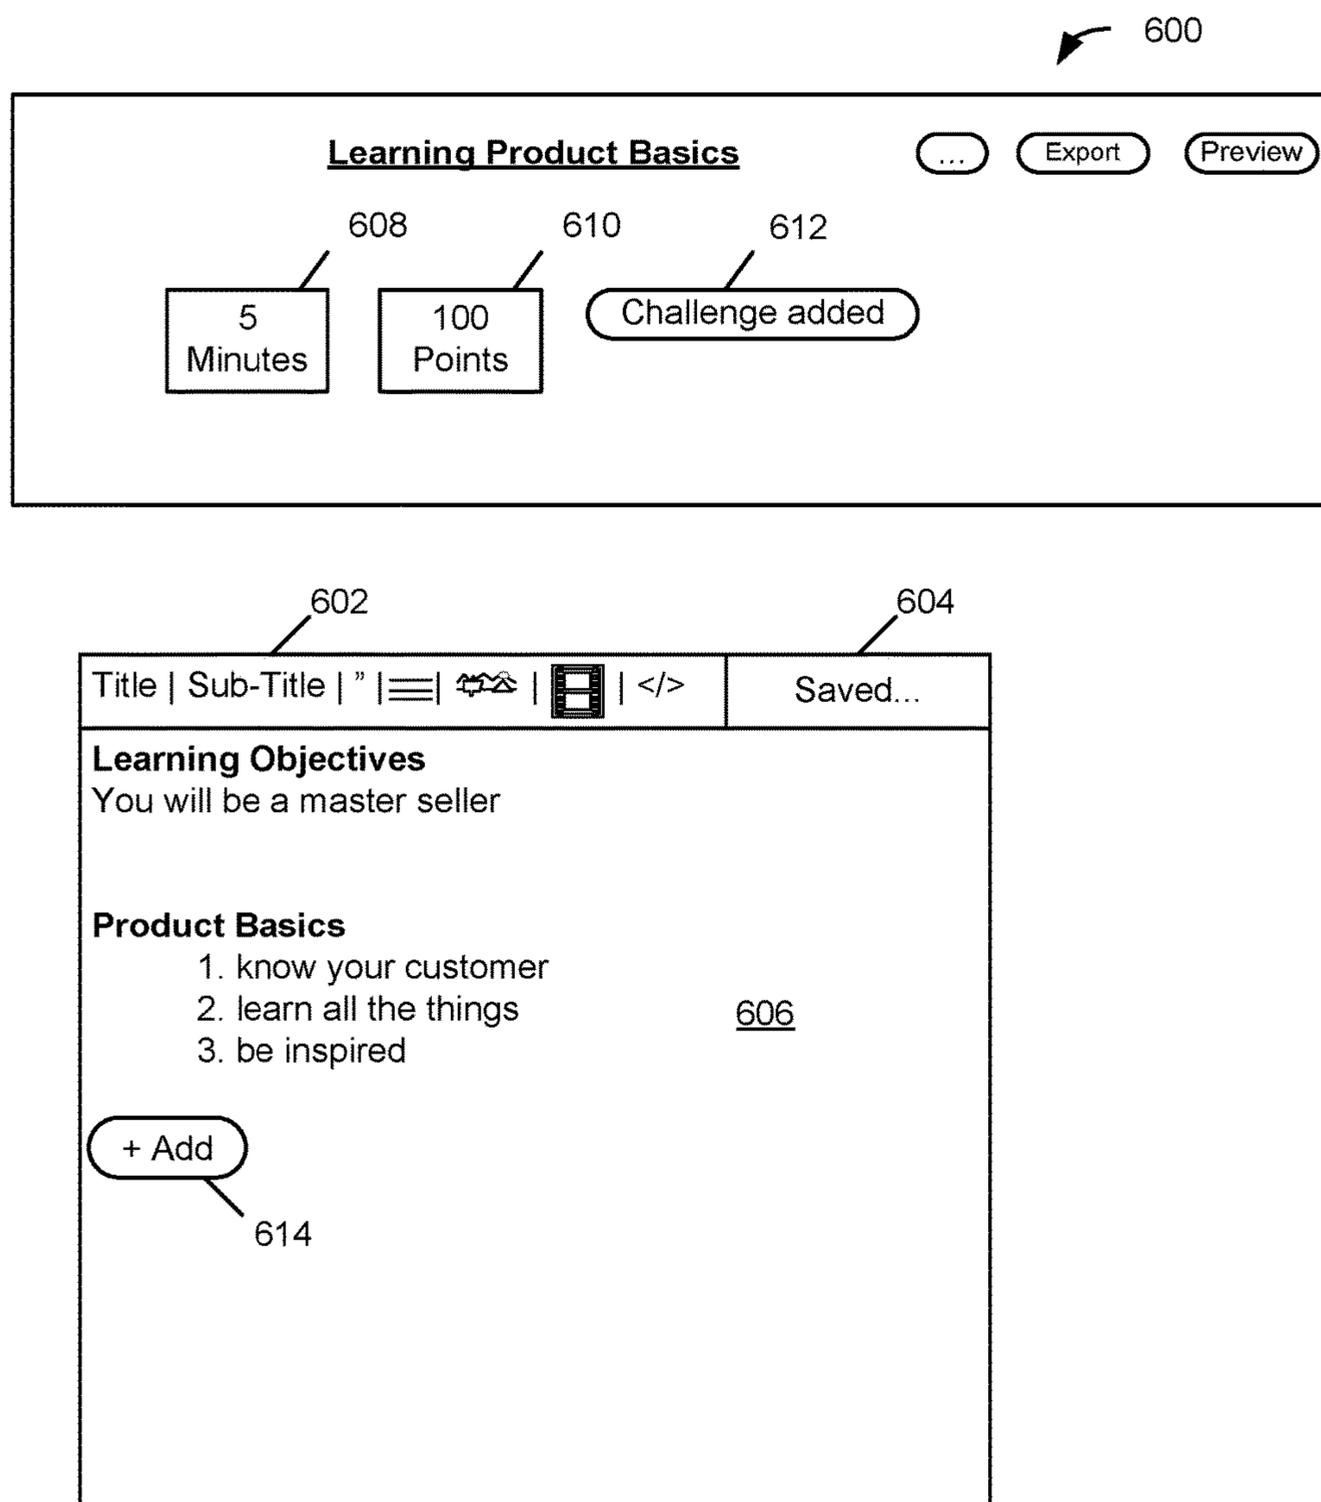 600
Learning Product Basics ... Export Preview
608 610 612
5
Minutes
100
Points
Challenge added
602 604
Title | Sub-Title | ” | | | | </> Saved...
Learning Objectives
You will be a master seller
Product Basics
1. know your customer
2. learn all the things
3. be inspired
606
+ Add
614